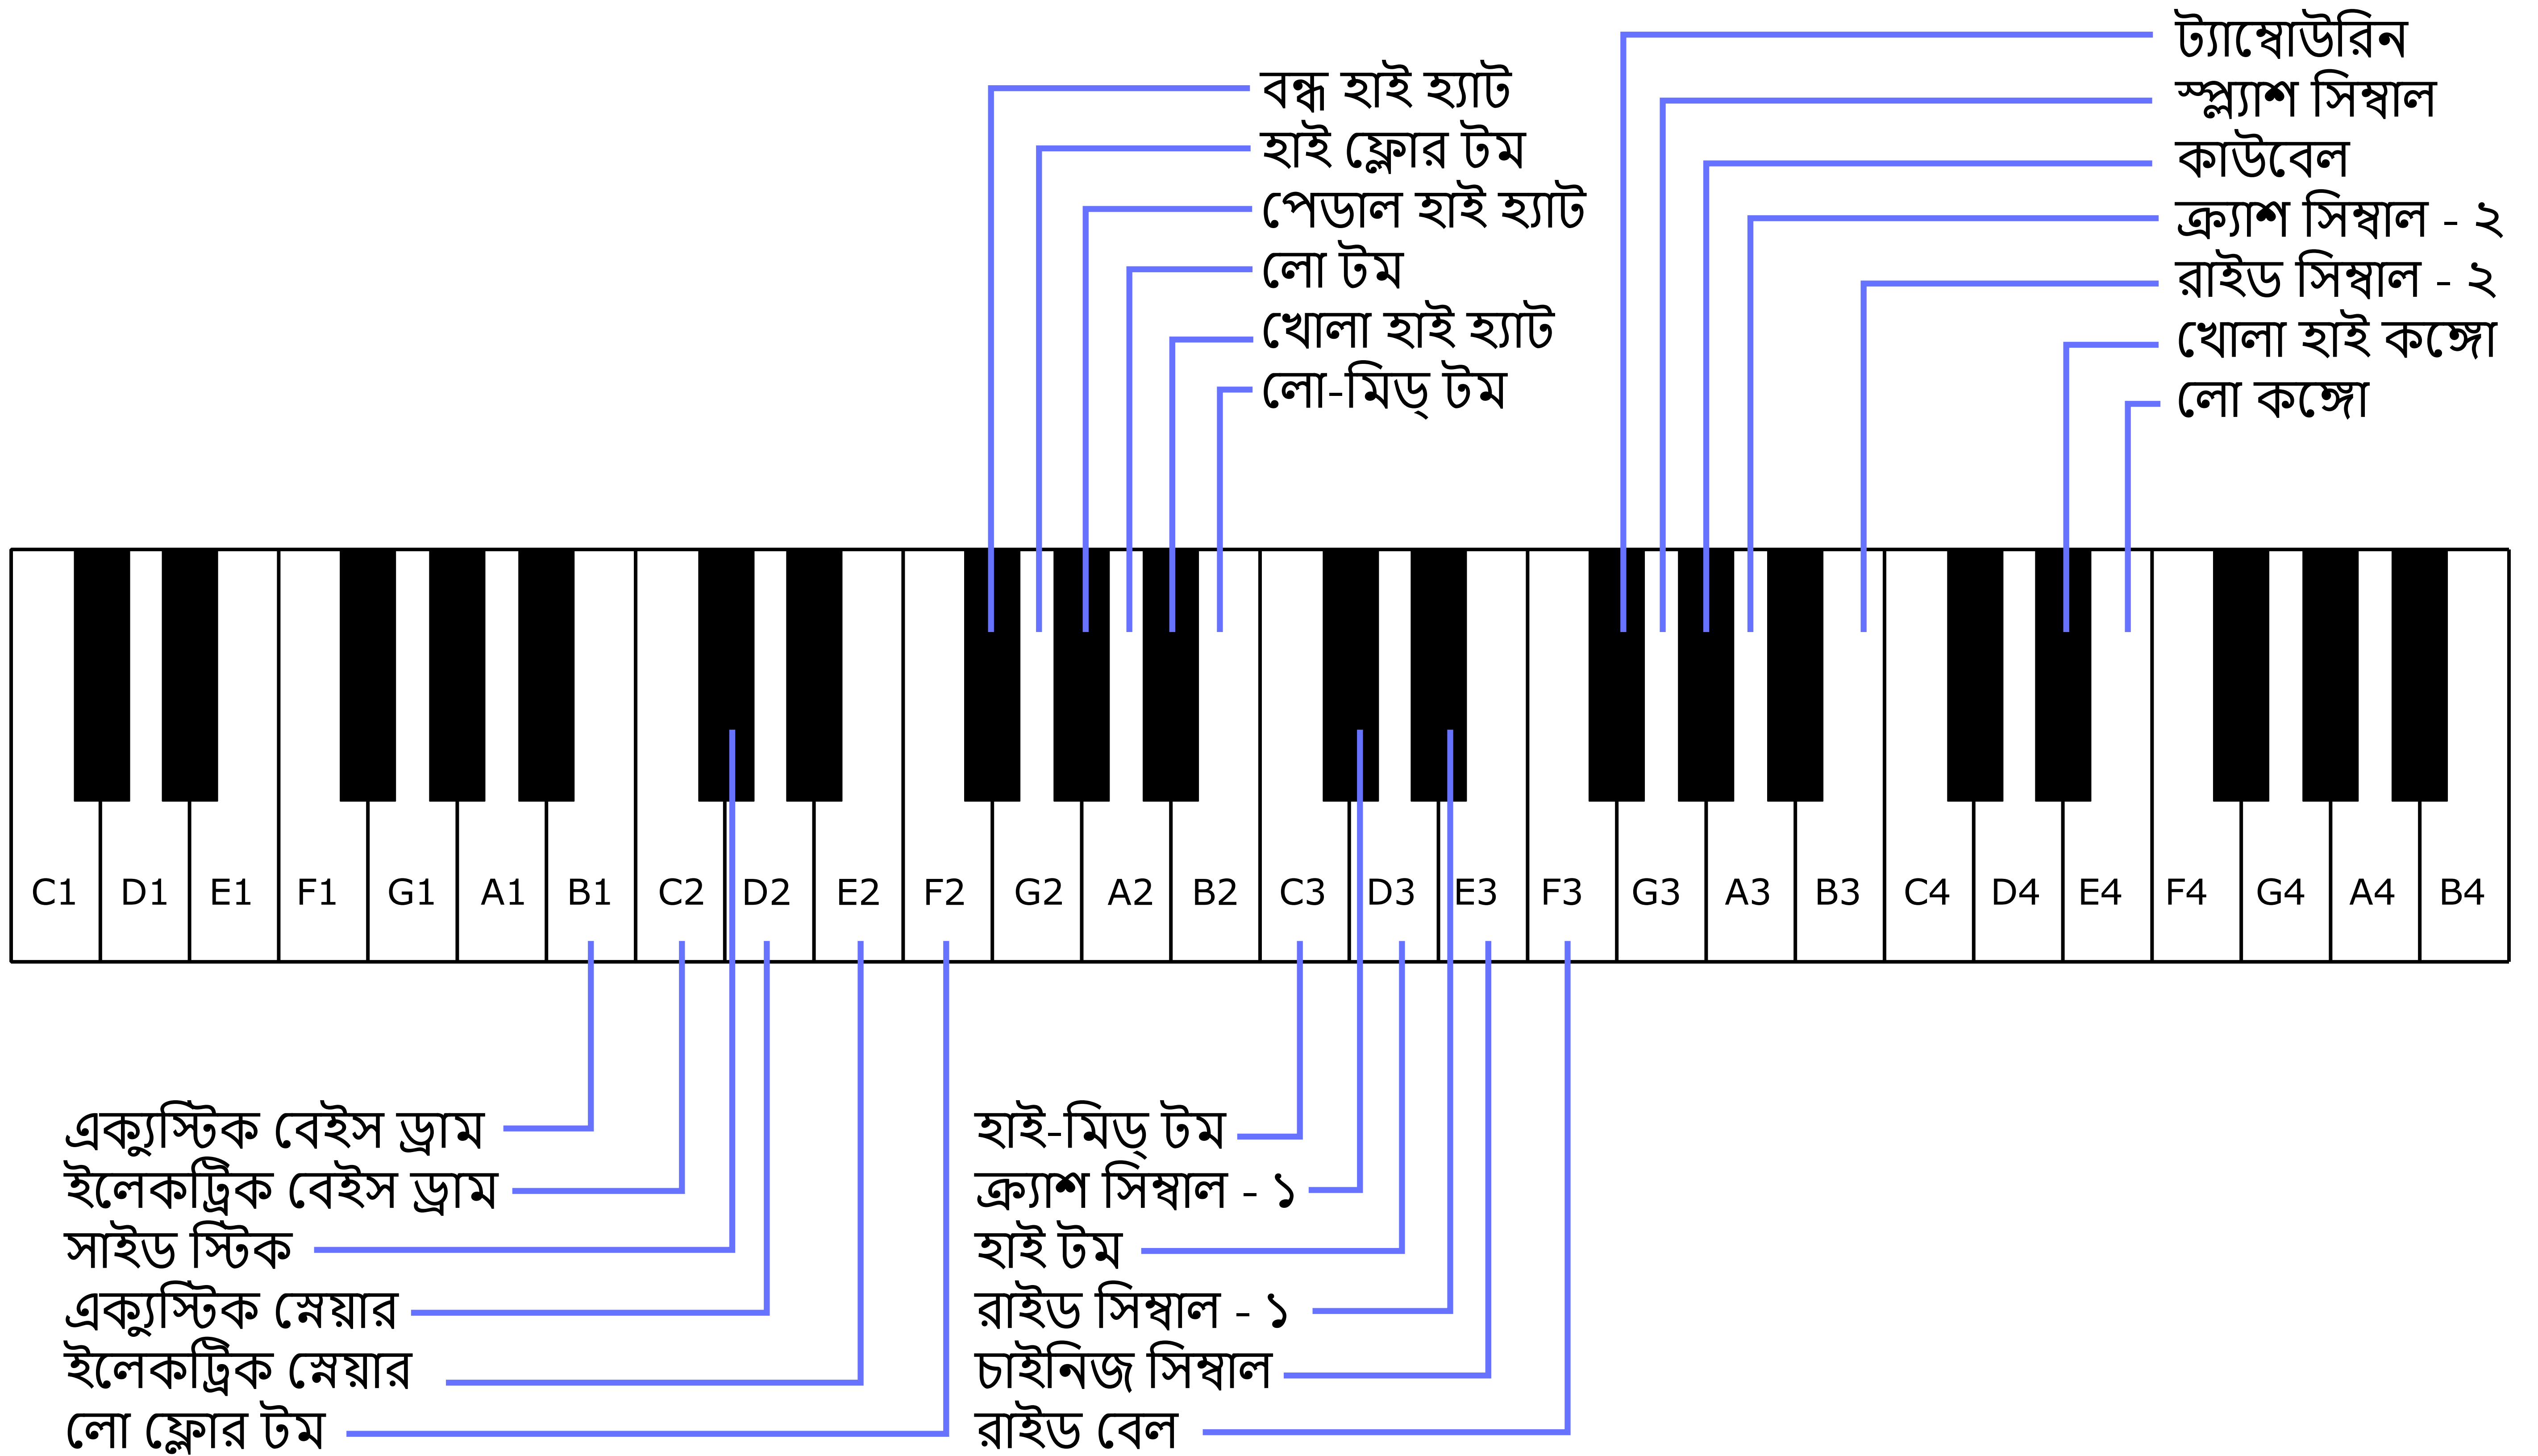 ট্যাম্বোউরিন
স্প্ল্যাশ সিম্বাল
কাউবেল
ক্র্যাশ সিম্বাল - ২
রাইড সিম্বাল - ২
খোলা হাই কঙ্গো
লো কঙ্গো
বন্ধ হাই হ্যাট
হাই ফ্লোর টম
পেডাল হাই হ্যাট
লো টম
খোলা হাই হ্যাট
লো-মিড্ টম
C1 D1 E1 F1 G1 A1 B1 C2 D2 E2 F2 G2 A2 B2 C3 D3 E3 F3 G3 A3 B3 C4 D4 E4 F4 G4 A4 B4
এক্যুস্টিক বেইস ড্রাম
ইলেকট্রিক বেইস ড্রাম
সাইড স্টিক
এক্যুস্টিক স্নেয়ার
ইলেকট্রিক স্নেয়ার
লো ফ্লোর টম
হাই-মিড্ টম
ক্র্যাশ সিম্বাল - ১
হাই টম
রাইড সিম্বাল - ১
চাইনিজ সিম্বাল
রাইড বেল